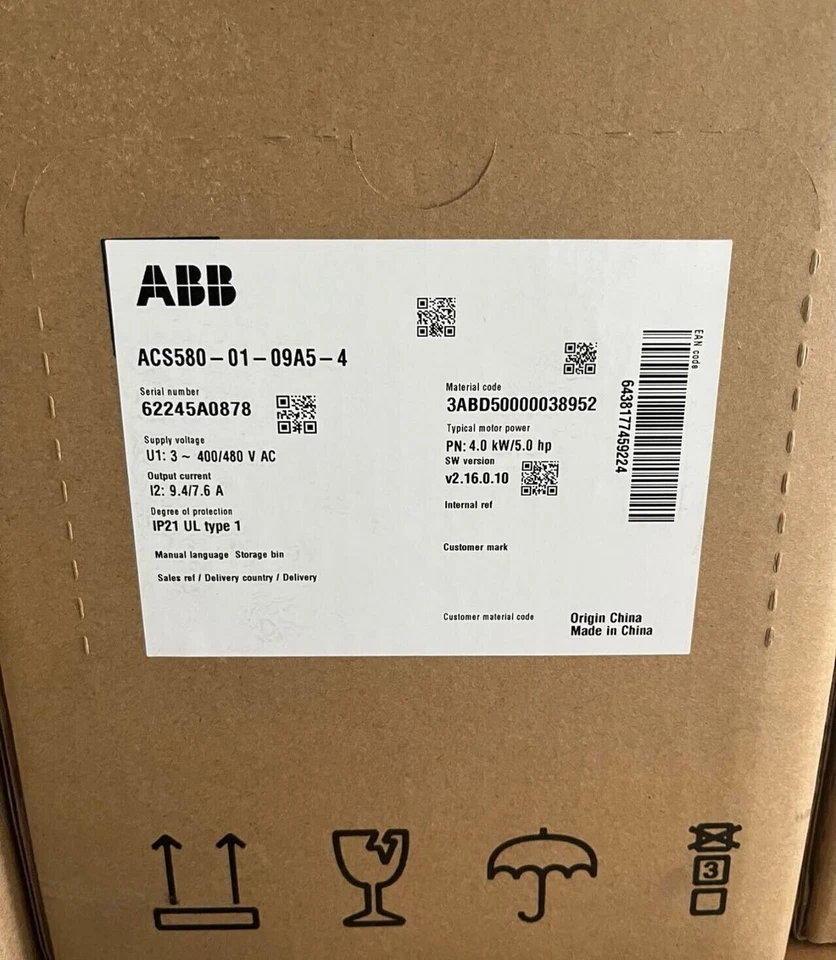 ABB
ACS580-01-09A5-4
Serial number
62245A0878
Supply voltage
U1: 3 ~ 400/480 V AC
Output current
I2: 9.4/7.6 A
Degree of protection
IP21 UL type 1
Manual language Storage bin
Sales ref / Delivery country / Delivery
Material code
3ABD50000038952
Typical motor power
PN: 4.0 kW/5.0 hp
SW version
v2.16.0.10
Internal ref
Customer mark
Customer material code
Origin China
Made in China
EAN code
6438177459224
3